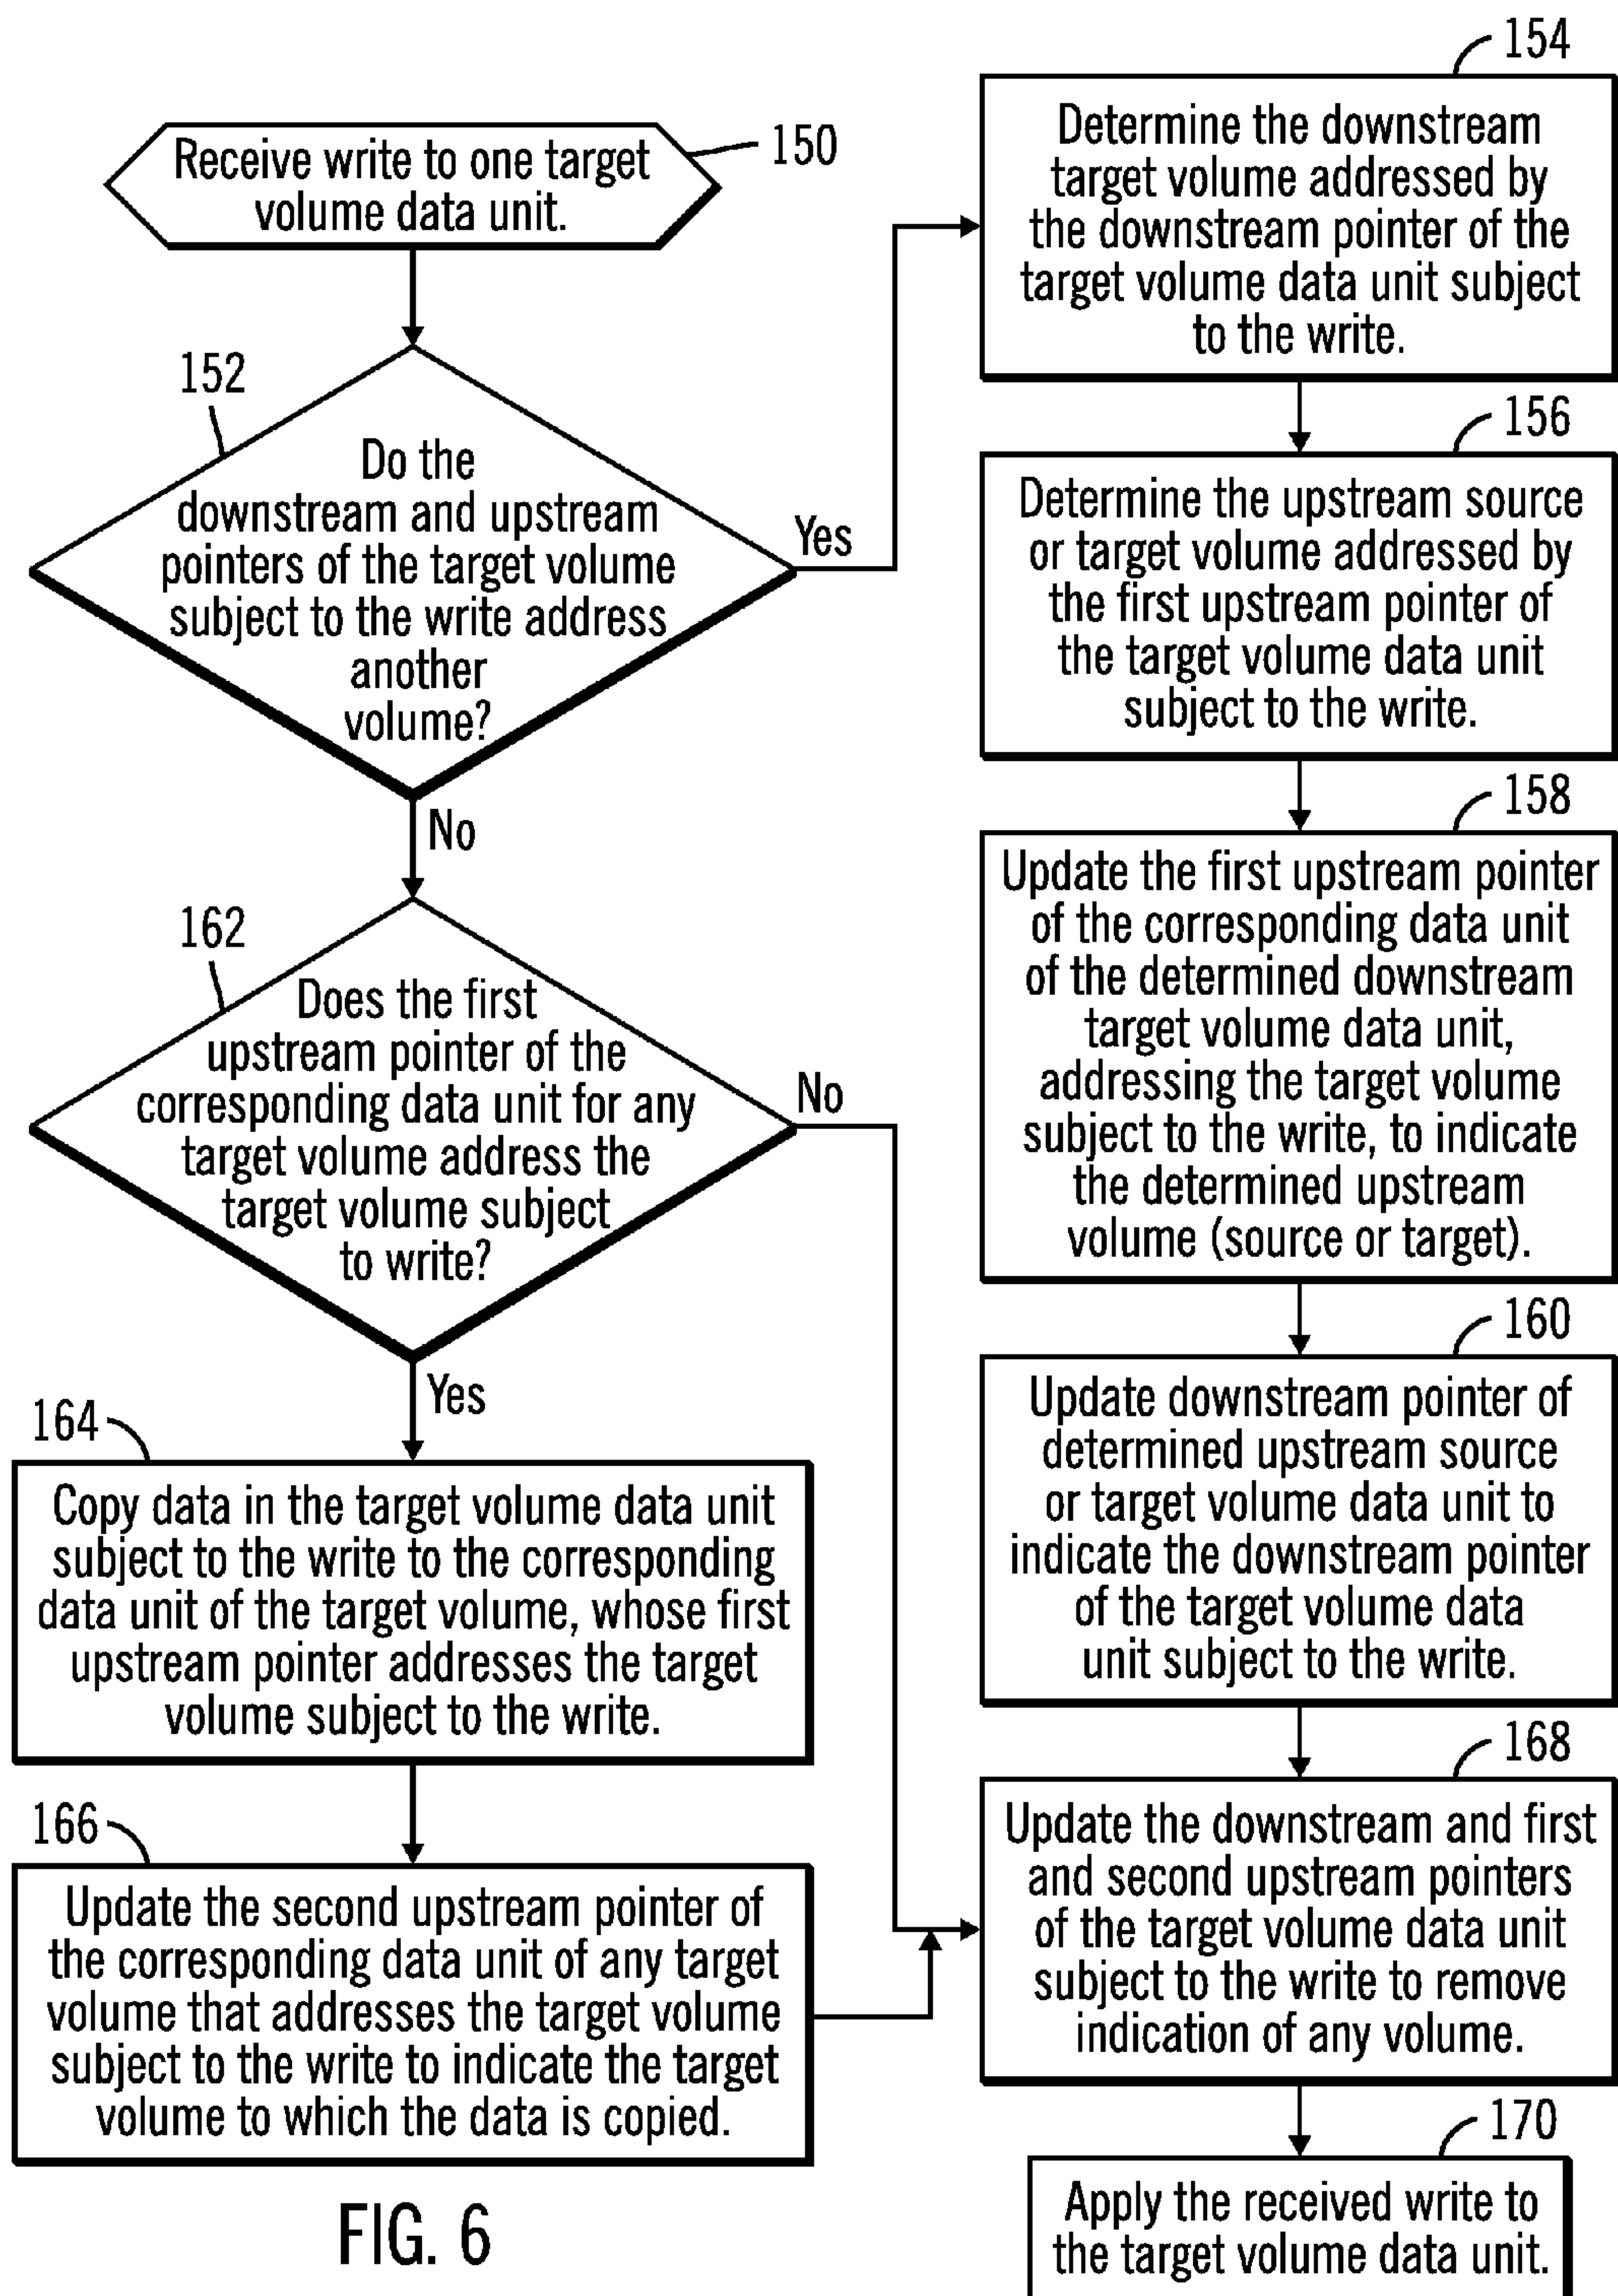 Receive write to one target
volume data unit.
150
152
Do the
downstream and upstream
pointers of the target volume
subject to the write address
another
volume?
Yes
No
154
Determine the downstream
target volume addressed by
the downstream pointer of the
target volume data unit subject
to the write.
156
Determine the upstream source
or target volume addressed by
the first upstream pointer of
the target volume data unit
subject to the write.
158
Update the first upstream pointer
of the corresponding data unit
of the determined downstream
target volume data unit,
addressing the target volume
subject to the write, to indicate
the determined upstream
volume (source or target).
160
Update downstream pointer of
determined upstream source
or target volume data unit to
indicate the downstream pointer
of the target volume data
unit subject to the write.
162
Does the first
upstream pointer of the
corresponding data unit for any
target volume address the
target volume subject
to write?
No
Yes
164
Copy data in the target volume data unit
subject to the write to the corresponding
data unit of the target volume, whose first
upstream pointer addresses the target
volume subject to the write.
166
Update the second upstream pointer of
the corresponding data unit of any target
volume that addresses the target volume
subject to the write to indicate the target
volume to which the data is copied.
168
Update the downstream and first
and second upstream pointers
of the target volume data unit
subject to the write to remove
indication of any volume.
170
Apply the received write to
the target volume data unit.
FIG. 6